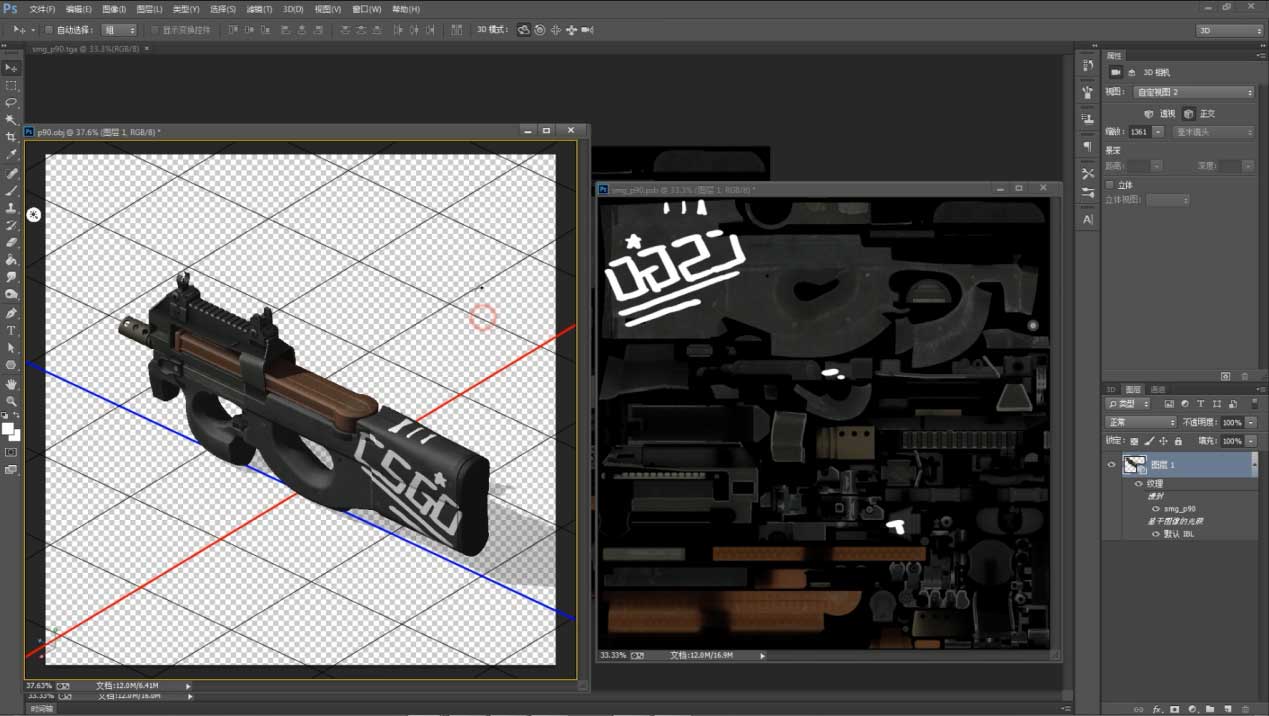 Ps 文件(F) 编辑(E) 图像(I) 图层(L) 类型(Y) 选择(S) 滤镜(T) 3D(D) 视图(V) 窗口(W) 帮助(H)
自动选择: 组 显示变换控件 3D 模式: 3D
smg_p90.tga @ 33.3%(RGB/8) ×
p90.obj @ 37.6% (图层 1, RGB/8) *
smg_p90.psb @ 33.3% (图层 1, RGB/8) *
CSGO
37.63% 文档:12.0M/6.41M
33.33% 文档:12.0M/16.0M
33.33% 文档:12.0M/16.9M
时间轴
属性
3D 相机
视图: 自定视图 2
透视 正交
缩放: 1361 毫米镜头
景深
距离: 深度:
立体
立体视图:
3D 图层 通道
类型
正常 不透明度: 100%
锁定: 填充: 100%
图层 1
纹理
漫射
smg_p90
基于图像的光照
默认 IBL